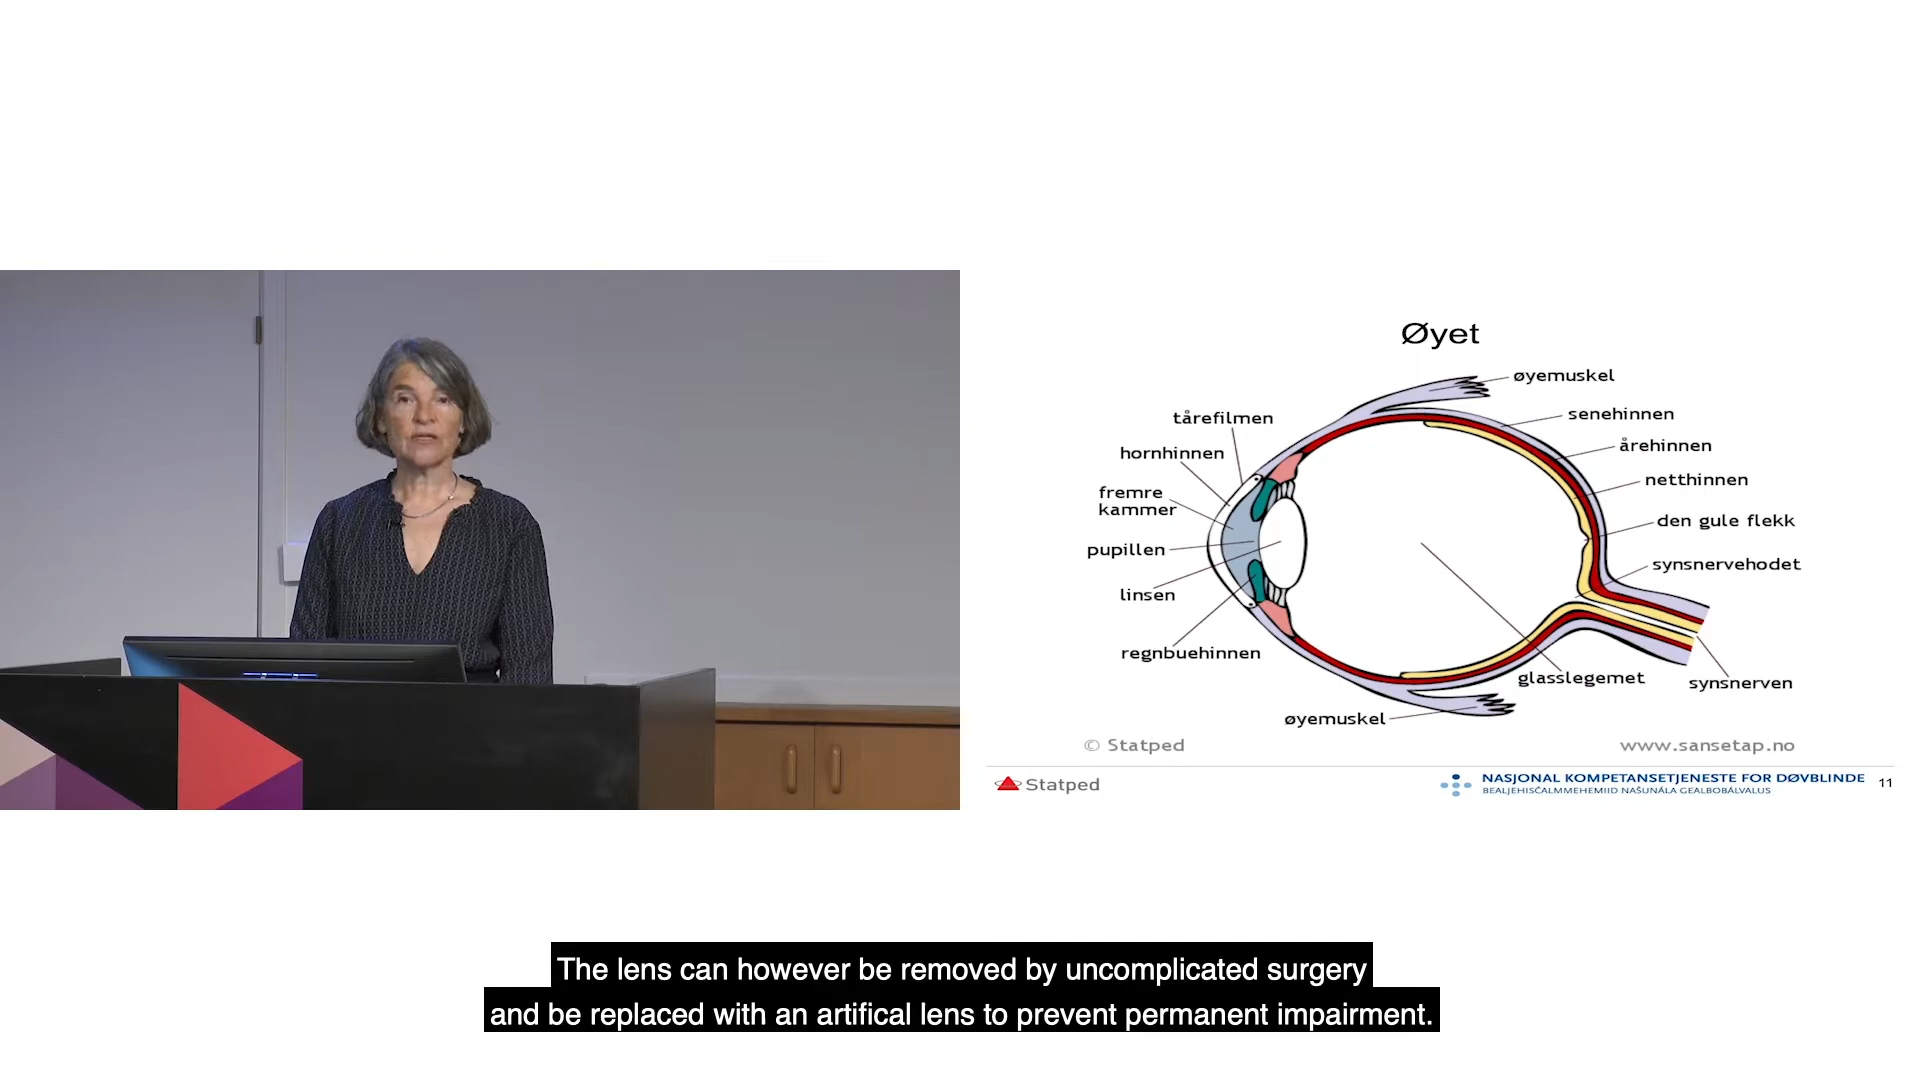 Øyet
øyemuskel
senehinnen
årehinnen
netthinnen
den gule flekk
synsnervehodet
tårefilmen
hornhinnen
fremre
kammer
pupillen
linsen
regnbuehinnen
glasslegemet
synsnerven
øyemuskel
© Statped
www.sansetap.no
Statped
NASJONAL KOMPETANSETJENESTE FOR DØVBLINDE
BEALJEHISČALMMEHEMIID NAŠUNÁLA GEALBOBÁLVALUS
11
The lens can however be removed by uncomplicated surgery
and be replaced with an artifical lens to prevent permanent impairment.